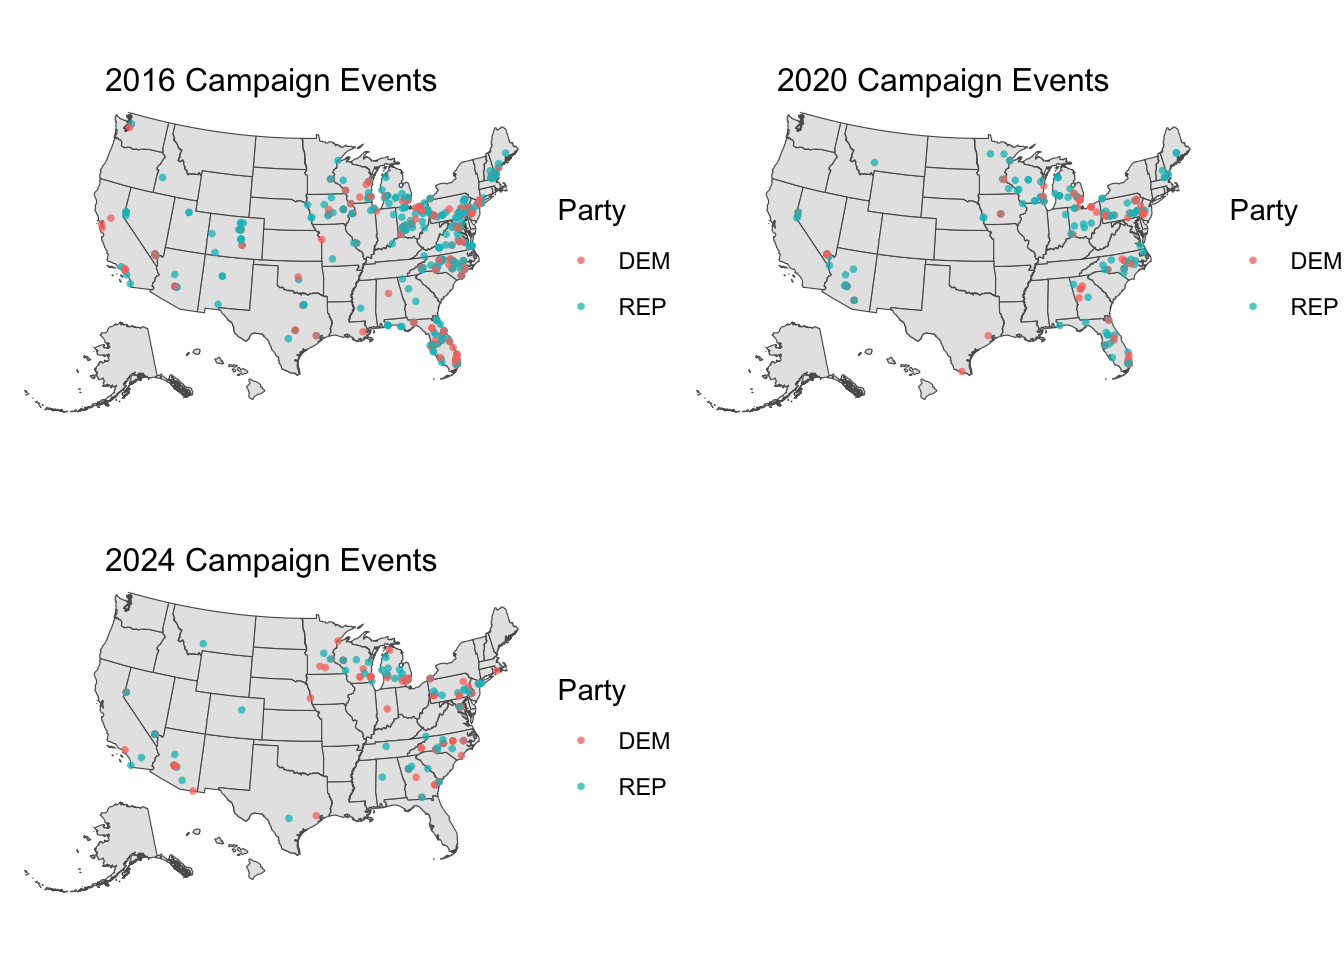 2016 Campaign Events
Party
DEM
REP
2020 Campaign Events
Party
DEM
REP
2024 Campaign Events
Party
DEM
REP